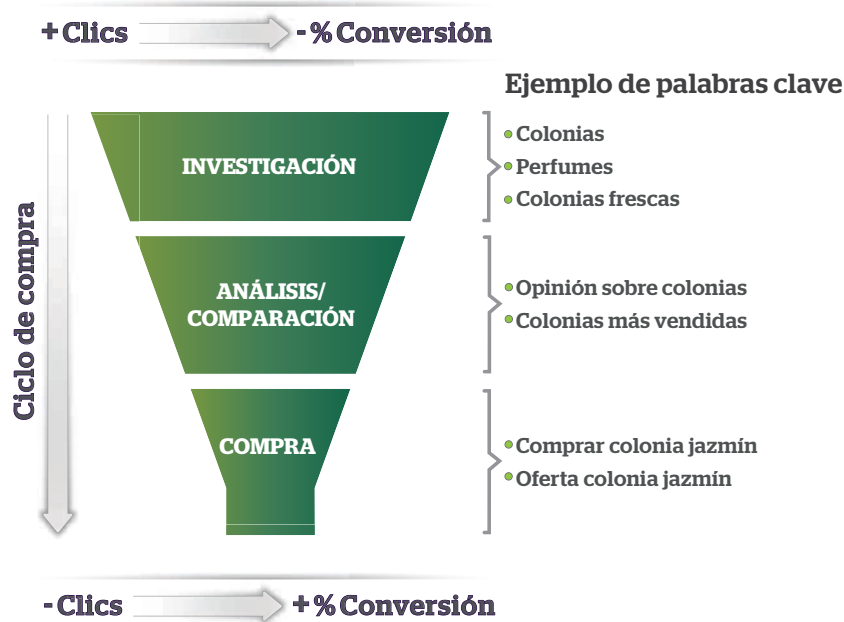 +Clics - % Conversión
Ejemplo de palabras clave
Ciclo de compra
INVESTIGACIÓN
Colonias
Perfumes
Colonias frescas
ANÁLISIS/
COMPARACIÓN
Opinión sobre colonias
Colonias más vendidas
COMPRA
Comprar colonia jazmín
Oferta colonia jazmín
- Clics + % Conversión